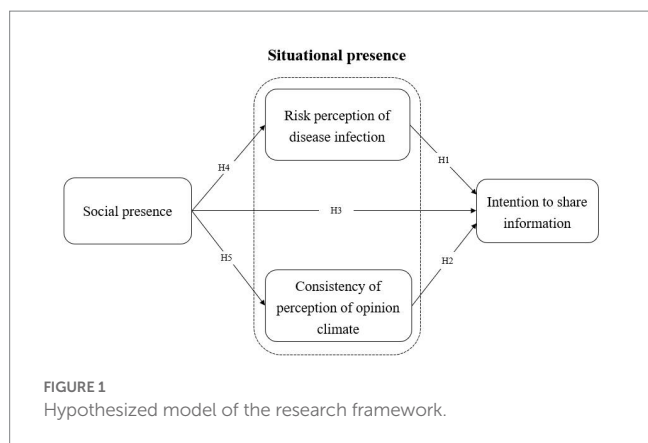 Situational presence
Risk perception of
disease infection
H4
H1
Social presence
H3
Intention to share
information
H5
H2
Consistency of
perception of opinion
climate
FIGURE 1
Hypothesized model of the research framework.